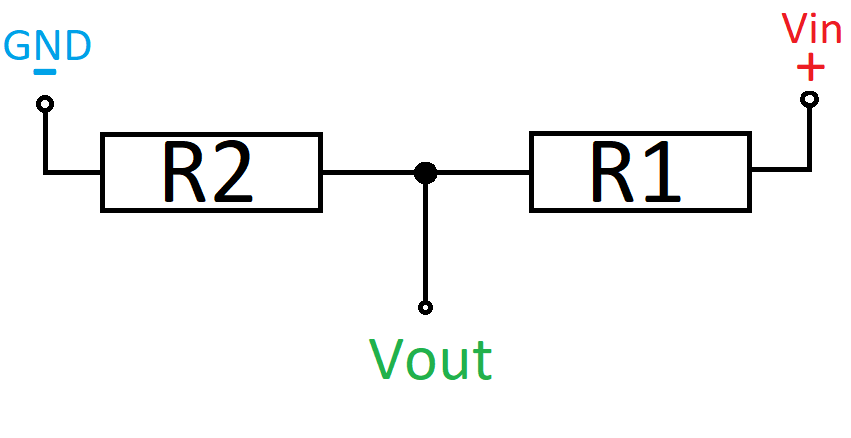 GND
-
Vin
+
R2
R1
Vout